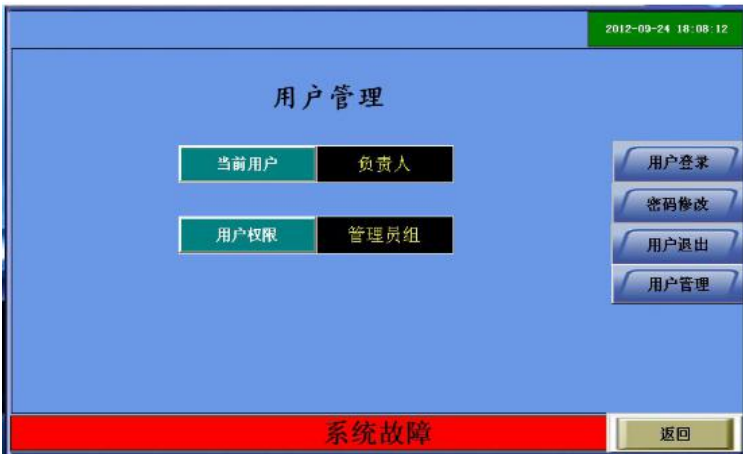 2012-09-24 18:08:12
用户管理
当前用户 负责人
用户登录
密码修改
用户权限 管理员组
用户退出
用户管理
系统故障
返回